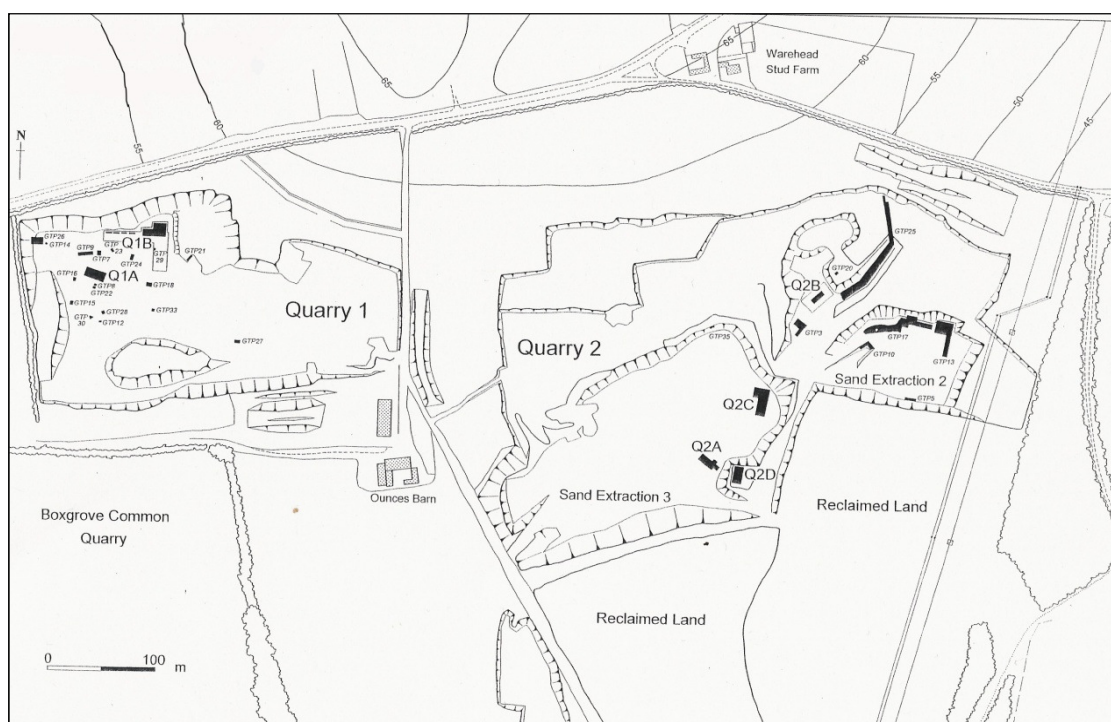 Warehead
Stud Farm
65
65
60
55
50
45
60
55
N
GTP26
GTP14
GTP9
GTP7
GTP
23
Q1B
GTP24
GTP
29
GTP21
GTP16
Q1A
GTP6
GTP22
GTP18
GTP15
GTP28
GTP
30
GTP12
GTP33
GTP27
Quarry 1
Quarry 2
GTP25
GTP20
Q2B
GTP3
GTP17
GTP10
GTP13
GTP35
Sand Extraction 2
GTP5
Q2C
Q2A
Q2D
Sand Extraction 3
Reclaimed Land
Ounces Barn
Boxgrove Common
Quarry
Reclaimed Land
0 100 m